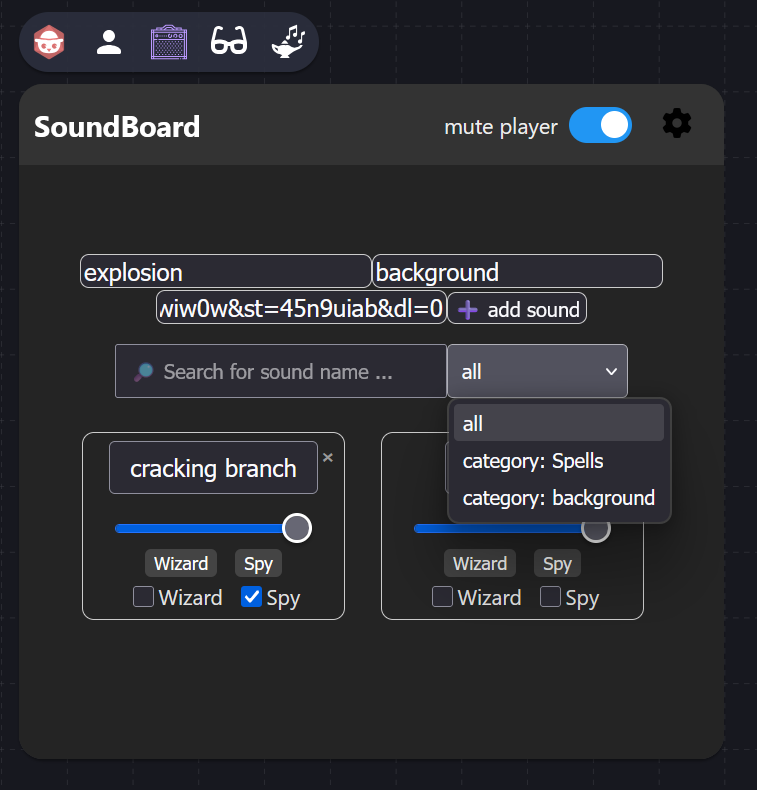 SoundBoard mute player
explosion background
wiw0w&st=45n9uiab&dl=0 add sound
Search for sound name ... all
all
category: Spells
category: background
cracking branch ×
Wizard Spy Wizard Spy
Wizard Spy Wizard Spy